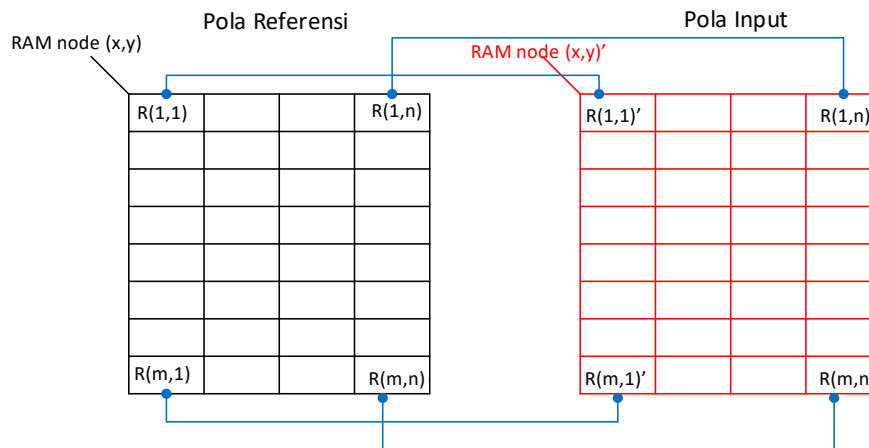 Pola Referensi
Pola Input
RAM node (x,y)
RAM node (x,y)’
R(1,1)
R(1,n)
R(1,1)’
R(1,n)
R(m,1)
R(m,n)
R(m,1)’
R(m,n